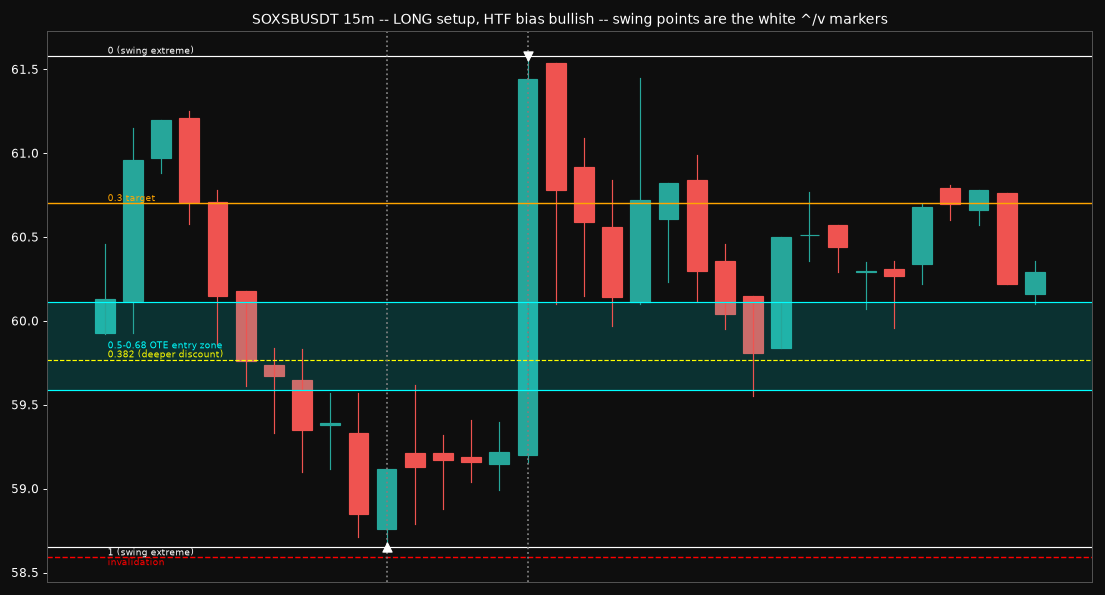 SOXSBUSDT 15m -- LONG setup, HTF bias bullish -- swing points are the white ^/v markers
0 (swing extreme)
61.5
61.0
0.3 target
60.5
60.0
0.5-0.68 OTE entry zone
0.382 (deeper discount)
59.5
59.0
1 (swing extreme)
invalidation
58.5